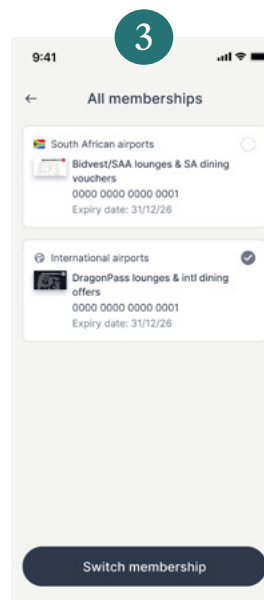 3
9:41
All memberships
South African airports
Bidvest/SAA lounges & SA dining
vouchers
0000 0000 0000 0001
Expiry date: 31/12/26
International airports
DragonPass lounges & intl dining
offers
0000 0000 0000 0001
Expiry date: 31/12/26
Switch membership